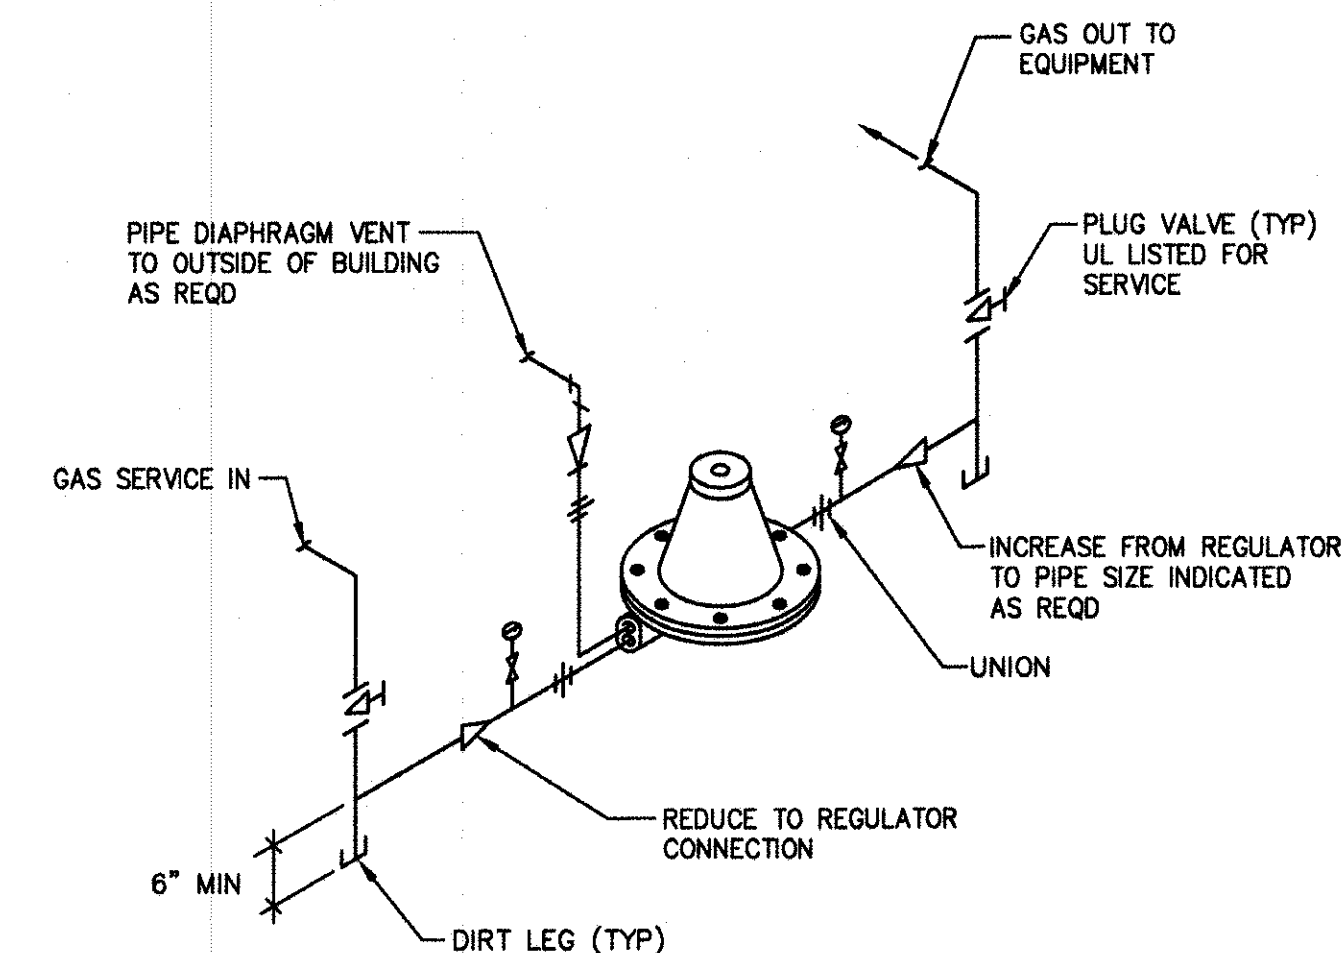 GAS OUT TO
EQUIPMENT
PIPE DIAPHRAGM VENT
TO OUTSIDE OF BUILDING
AS REQD
PLUG VALVE (TYP)
UL LISTED FOR
SERVICE
GAS SERVICE IN
INCREASE FROM REGULATOR
TO PIPE SIZE INDICATED
AS REQD
UNION
REDUCE TO REGULATOR
CONNECTION
6" MIN
DIRT LEG (TYP)